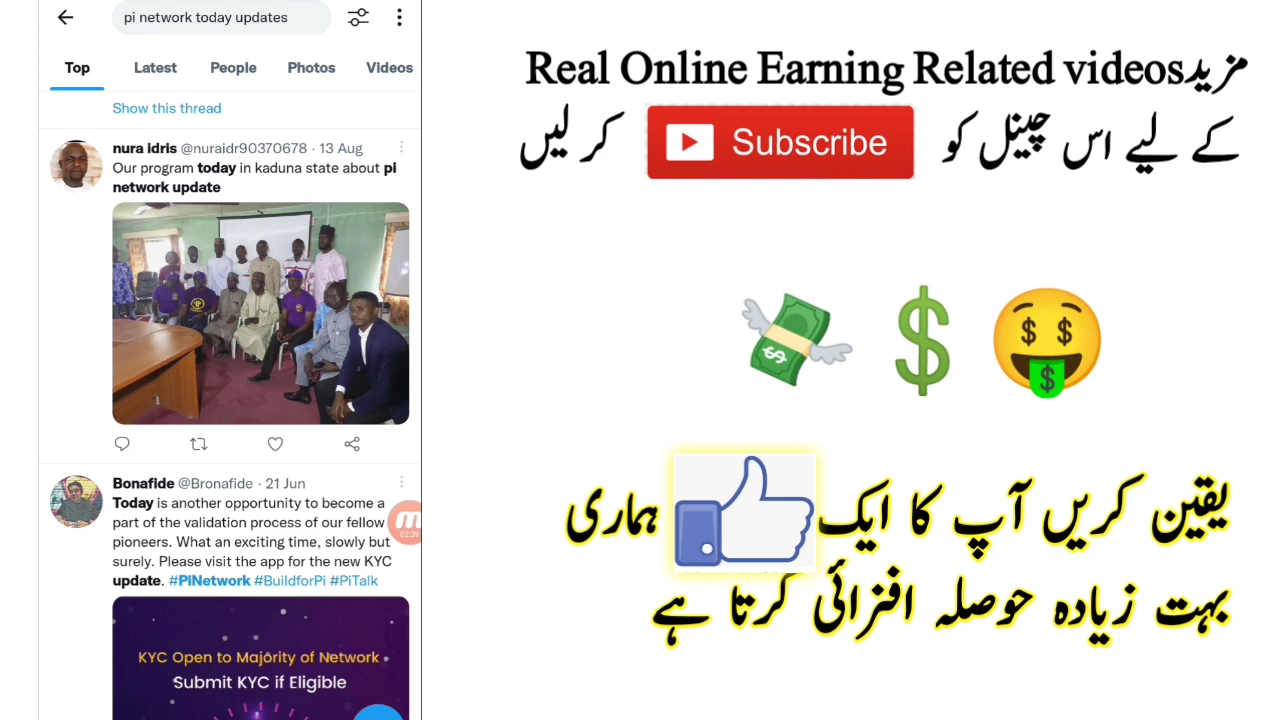 pi network today updates
Top Latest People Photos Videos
Show this thread
nura idris @nuraidr90370678 · 13 Aug
Our program today in kaduna state about pi
network update
Bonafide @Bronafide · 21 Jun
Today is another opportunity to become a
part of the validation process of our fellow
pioneers. What an exciting time, slowly but
surely. Please visit the app for the new KYC
update. #PiNetwork #BuildforPi #PiTalk
02:39
KYC Open to Majority of Network
Submit KYC if Eligible
مزید Real Online Earning Related videos
کے لیے اس چینل کو Subscribe کر لیں
یقین کریں آپ کا ایک ہماری
بہت زیادہ حوصلہ افزائی کرتا ہے